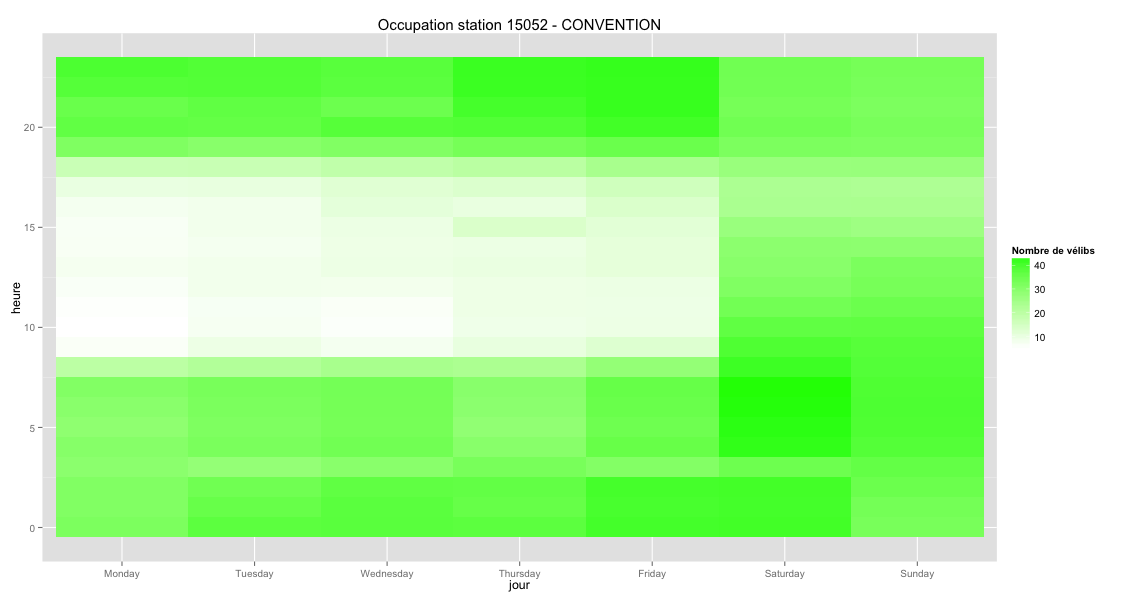 Occupation station 15052 - CONVENTION
heure
20
15
10
5
0
Monday Tuesday Wednesday Thursday Friday Saturday Sunday
jour
Nombre de vélibs
40
30
20
10